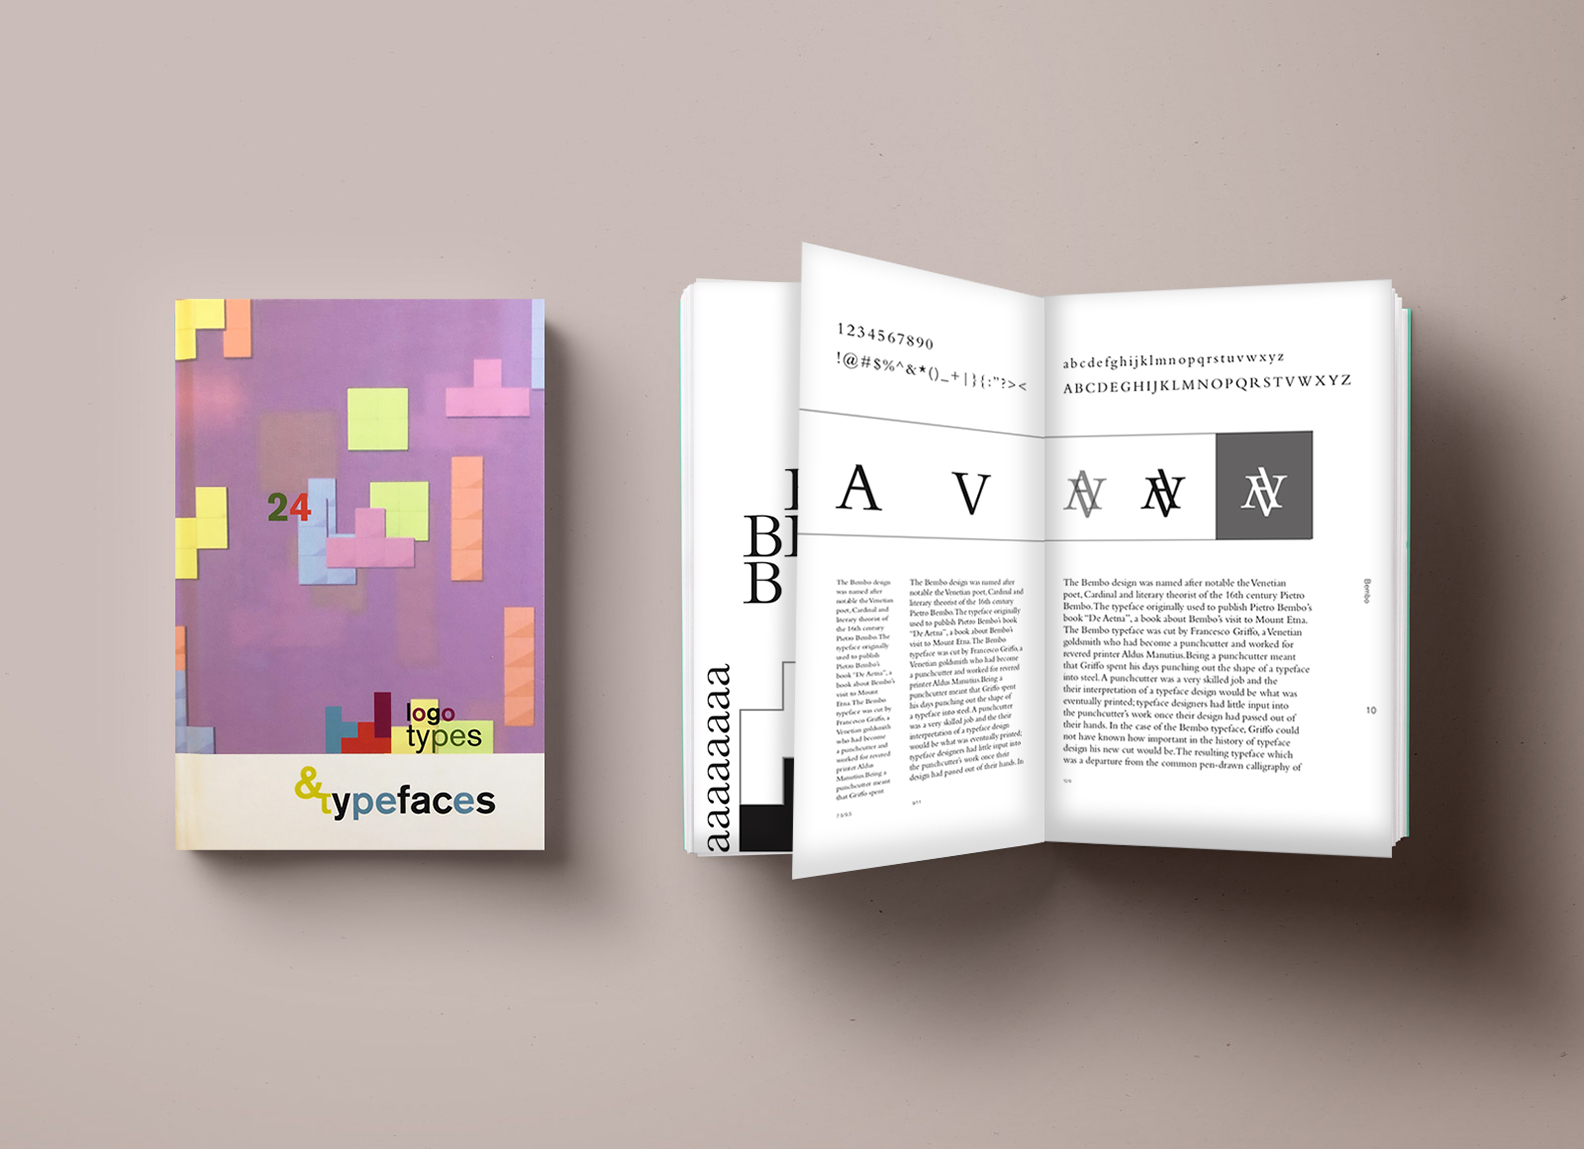 24
logo
types
&typefaces
B
B
aaaaaaaaa
1234567890
!@#$%^&*()_+|}{:"?><
A V
The Bembo design
was named after
notable the Venetian
poet, Cardinal and
literary theorist of
the 16th century
Pietro Bembo. The
typeface originally
used to publish
Pietro Bembo's
book "De Aetna", a
book about Bembo's
visit to Mount
Etna. The Bembo
typeface was cut by
Francesco Griffo, a
Venetian goldsmith
who had become
a punchcutter and
worked for revered
printer Aldus
Manutius.Being a
punchcutter meant
that Griffo spent
The Bembo design was named after
notable the Venetian poet, Cardinal and
literary theorist of the 16th century
Pietro Bembo. The typeface originally
used to publish Pietro Bembo's book
"De Aetna", a book about Bembo's
visit to Mount Etna. The Bembo
typeface was cut by Francesco Griffo, a
Venetian goldsmith who had become
a punchcutter and worked for revered
printer Aldus Manutius.Being a
punchcutter meant that Griffo spent
his days punching out the shape of
a typeface into steel. A punchcutter
was a very skilled job and the their
interpretation of a typeface design
would be what was eventually printed;
typeface designers had little input into
the punchcutter's work once their
design had passed out of their hands. In
abcdefghijklmnopqrstuvwxyz
ABCDEGHIJKLMNOPQRSTVWXYZ
AV AV AV
The Bembo design was named after notable the Venetian
poet, Cardinal and literary theorist of the 16th century Pietro
Bembo. The typeface originally used to publish Pietro Bembo's
book "De Aetna", a book about Bembo's visit to Mount Etna.
The Bembo typeface was cut by Francesco Griffo, a Venetian
goldsmith who had become a punchcutter and worked for
revered printer Aldus Manutius.Being a punchcutter meant
that Griffo spent his days punching out the shape of a typeface
into steel. A punchcutter was a very skilled job and the
their interpretation of a typeface design would be what was
eventually printed; typeface designers had little input into
the punchcutter's work once their design had passed out of
their hands. In the case of the Bembo typeface, Griffo could
not have known how important in the history of typeface
design his new cut would be. The resulting typeface which
was a departure from the common pen-drawn calligraphy of
Bembo
10